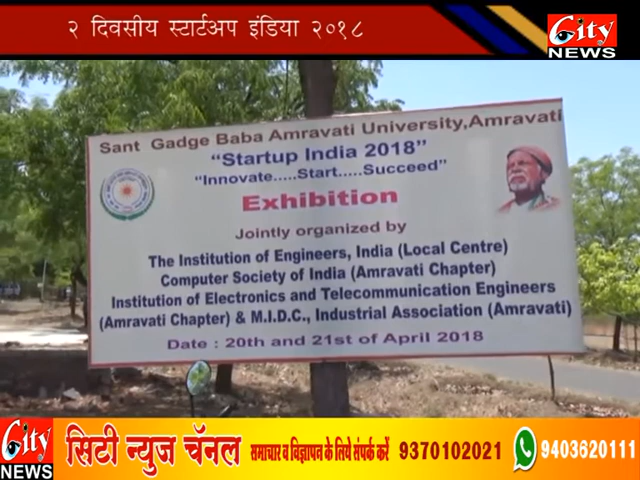 २ दिवसीय स्टार्टअप इंडिया २०१८
City
NEWS
Sant Gadge Baba Amravati University,Amravati
“Startup India 2018”
“Innovate.....Start.....Succeed”
Exhibition
Jointly organized by
The Institution of Engineers, India (Local Centre)
Computer Society of India (Amravati Chapter)
Institution of Electronics and Telecommunication Engineers
(Amravati Chapter) & M.I.D.C., Industrial Association (Amravati)
Date : 20th and 21st of April 2018
City
NEWS
सिटी न्युज चॅनल समाचार व विज्ञापन के लिये संपर्क करें 9370102021 9403620111